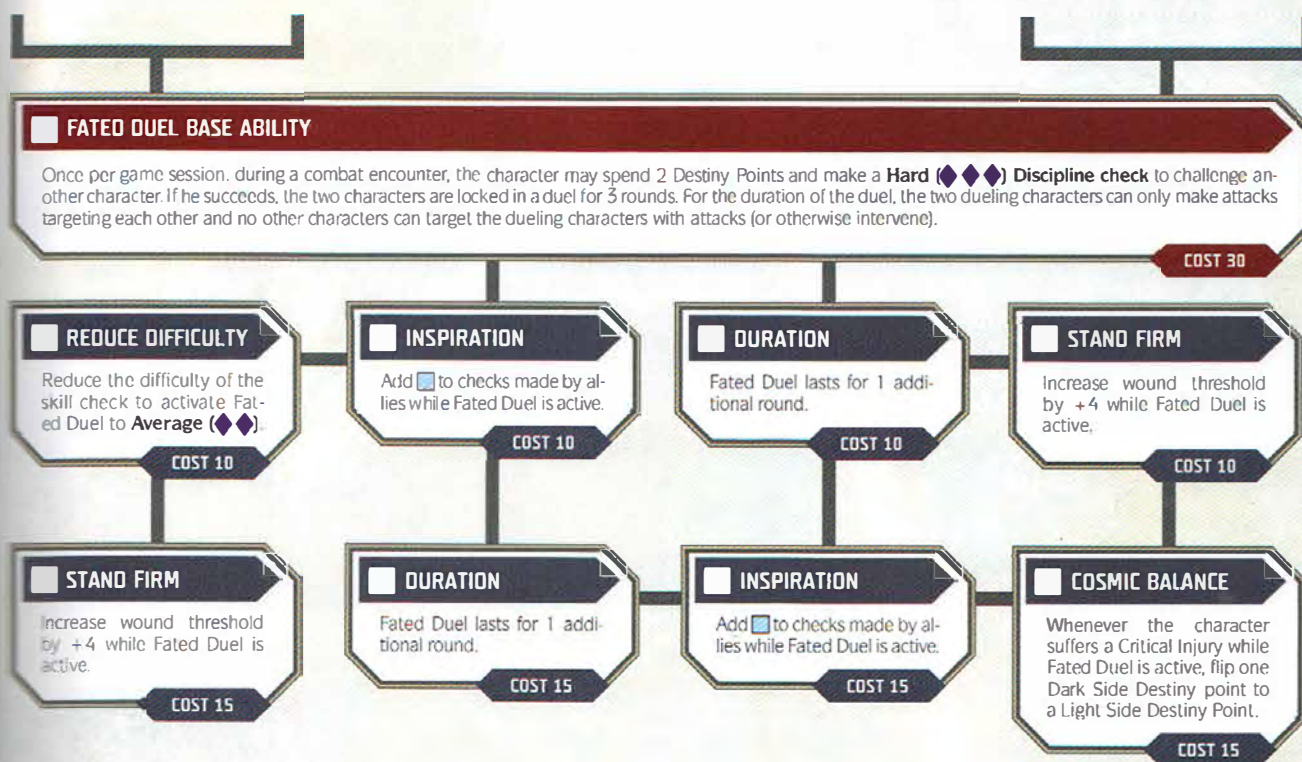 FATED DUEL BASE ABILITY
Once per game session. during a combat encounter, the character may spend 2 Destiny Points and make a Hard (◆ ◆ ◆) Discipline check to challenge an-
other character. If he succeeds, the two characters are locked in a duel for 3 rounds. For the duration of the duel, the two dueling characters can only make attacks
targeting each other and no other characters can target the dueling characters with attacks (or otherwise intervene).
COST 30
REDUCE DIFFICULTY
Reduce the difficulty of the
skill check to activate Fat-
ed Duel to Average (◆ ◆).
COST 10
INSPIRATION
Add to checks made by al-
lies while Fated Duel is active.
COST 10
DURATION
Fated Duel lasts for 1 addi-
tional round.
COST 10
STAND FIRM
Increase wound threshold
by +4 while Fated Duel is
active.
COST 10
STAND FIRM
Increase wound threshold
by +4 while Fated Duel is
active.
COST 15
DURATION
Fated Duel lasts for 1 addi-
tional round.
COST 15
INSPIRATION
Add to checks made by al-
lies while Fated Duel is active.
COST 15
COSMIC BALANCE
Whenever the character
suffers a Critical Injury while
Fated Duel is active, flip one
Dark Side Destiny point to
a Light Side Destiny Point.
COST 15